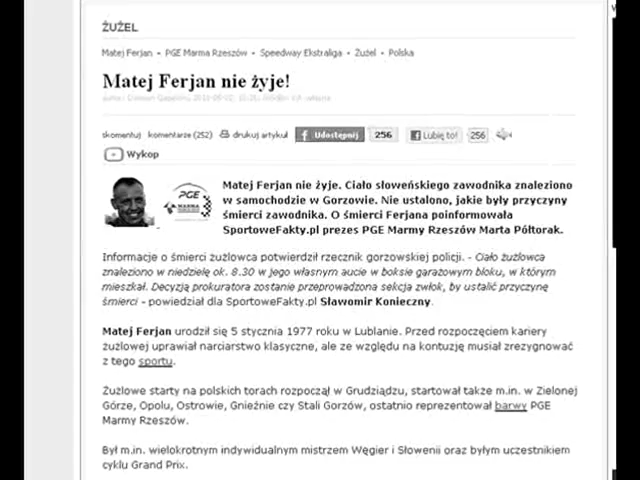 ŻUŻEL
Matej Ferjan • PGE Marma Rzeszów • Speedway Ekstraliga • Żużel • Polska
Matej Ferjan nie żyje!
skomentuj komentarze (252) drukuj artykuł Udostępnij 256 Lubię to! 256
Wykop
PGE
MARMA
Matej Ferjan nie żyje. Ciało słoweńskiego zawodnika znaleziono
w samochodzie w Gorzowie. Nie ustalono, jakie były przyczyny
śmierci zawodnika. O śmierci Ferjana poinformowała
SportoweFakty.pl prezes PGE Marmy Rzeszów Marta Półtorak.
Informacje o śmierci żużlowca potwierdził rzecznik gorzowskiej policji. - Ciało żużlowca
znaleziono w niedzielę ok. 8.30 w jego własnym aucie w boksie garażowym bloku, w którym
mieszkał. Decyzją prokuratora zostanie przeprowadzona sekcja zwłok, by ustalić przyczynę
śmierci - powiedział dla SportoweFakty.pl Sławomir Konieczny.
Matej Ferjan urodził się 5 stycznia 1977 roku w Lublanie. Przed rozpoczęciem kariery
żużlowej uprawiał narciarstwo klasyczne, ale ze względu na kontuzję musiał zrezygnować
z tego sportu.
Żużlowe starty na polskich torach rozpoczął w Grudziądzu, startował także m.in. w Zielonej
Górze, Opolu, Ostrowie, Gnieźnie czy Stali Gorzów, ostatnio reprezentował barwy PGE
Marmy Rzeszów.
Był m.in. wielokrotnym indywidualnym mistrzem Węgier i Słowenii oraz byłym uczestnikiem
cyklu Grand Prix.